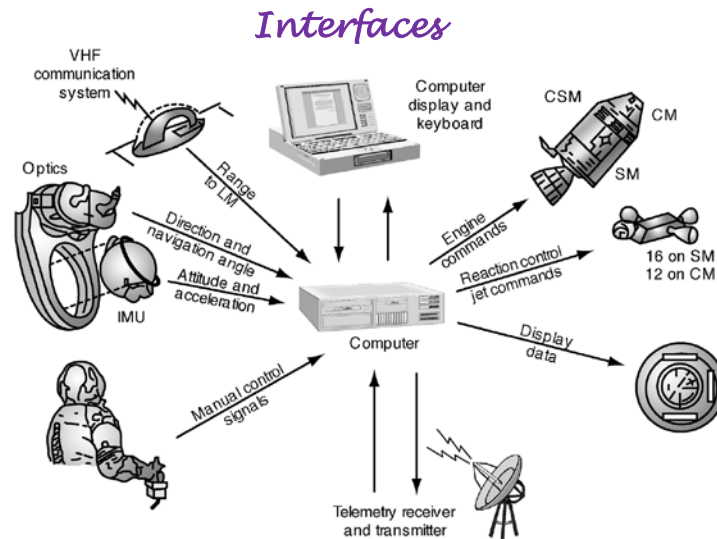 Interfaces
VHF
communication
system
Computer
display and
keyboard
CSM
CM
SM
Optics
Range
to LM
Direction and
navigation angle
Attitude and
acceleration
IMU
Engine
commands
Reaction control
jet commands
16 on SM
12 on CM
Display
data
Computer
Manual control
signals
Telemetry receiver
and transmitter